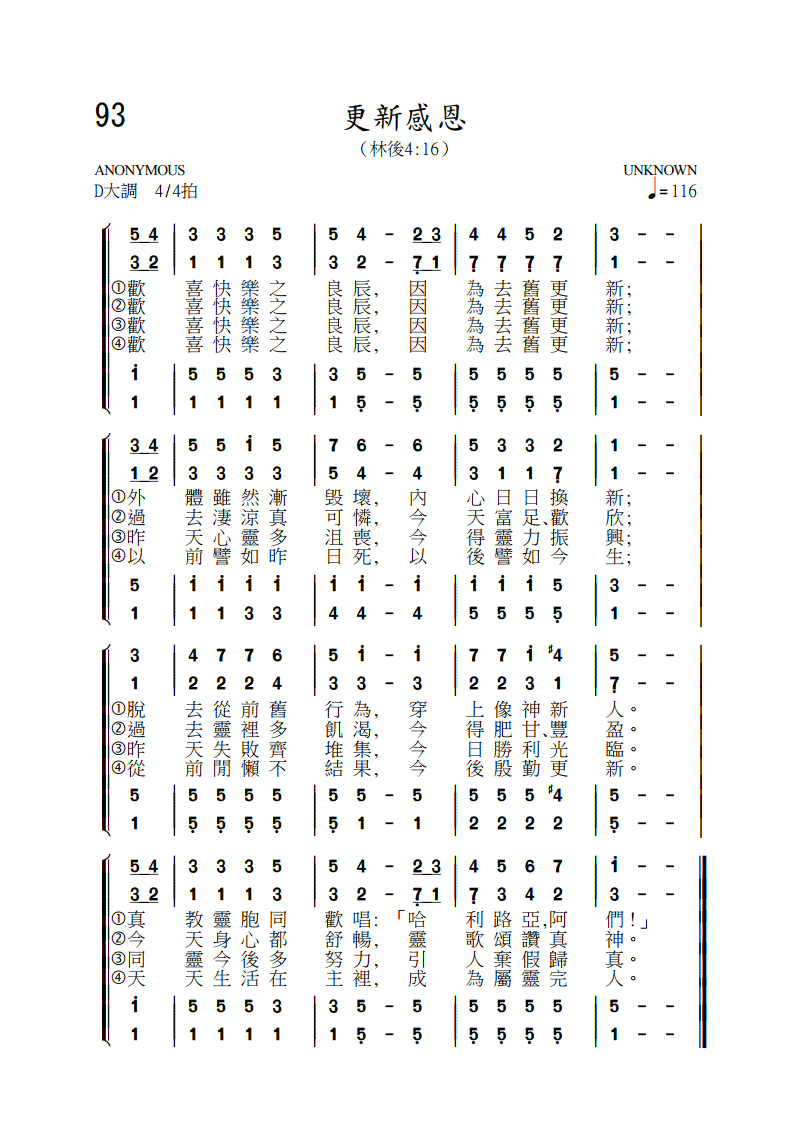 93
更新感恩
（林後4:16）
ANONYMOUS UNKNOWN
D大調 4/4拍 ♩=116
5 4 | 3 3 3 5 | 5 4 - 2 3 | 4 4 5 2 | 3 - - |
3 2 | 1 1 1 3 | 3 2 - 7̣ 1 | 7̣ 7̣ 7̣ 7̣ | 1 - - |
①歡 喜快樂之 良辰，因 為去舊更 新；
②歡 喜快樂之 良辰，因 為去舊更 新；
③歡 喜快樂之 良辰，因 為去舊更 新；
④歡 喜快樂之 良辰，因 為去舊更 新；
i | 5 5 5 3 | 3 5 - 5 | 5 5 5 5 | 5 - - |
1 | 1 1 1 1 | 1 5̣ - 5̣ | 5̣ 5̣ 5̣ 5̣ | 1 - - |
3 4 | 5 5 i 5 | 7 6 - 6 | 5 3 3 2 | 1 - - |
1 2 | 3 3 3 3 | 5 4 - 4 | 3 1 1 7̣ | 1 - - |
①外 體雖然漸 毀壞，內 心日日換 新；
②過 去淒涼真 可憐，今 天富足、歡 欣；
③昨 天心靈多 沮喪，今 得靈力振 興；
④以 前譬如昨 日死，以 後譬如今 生；
5 | i i i i | i i - i | i i i 5 | 3 - - |
1 | 1 1 3 3 | 4 4 - 4 | 5 5 5 5̣ | 1 - - |
3 | 4 7 7 6 | 5 i - i | 7 7 i ♯4 | 5 - - |
1 | 2 2 2 4 | 3 3 - 3 | 2 2 3 1 | 7̣ - - |
①脫 去從前舊 行為，穿 上像神新 人。
②過 去靈裡多 飢渴，今 得肥甘、豐 盈。
③昨 天失敗齊 堆集，今 日勝利光 臨。
④從 前閒懶不 結果，今 後殷勤更 新。
5 | 5 5 5 5 | 5 5 - 5 | 5 5 5 ♯4 | 5 - - |
1 | 5̣ 5̣ 5̣ 5̣ | 5̣ 1 - 1 | 2 2 2 2 | 5̣ - - |
5 4 | 3 3 3 5 | 5 4 - 2 3 | 4 5 6 7 | i - - |
3 2 | 1 1 1 3 | 3 2 - 7̣ 1 | 7̣ 3 4 2 | 3 - - |
①真 教靈胞同 歡唱：「哈 利路亞，阿 們！」
②今 天身心都 舒暢，靈 歌頌讚真 神。
③同 靈今後多 努力，引 人棄假歸 真。
④天 天生活在 主裡，成 為屬靈完 人。
i | 5 5 5 3 | 3 5 - 5 | 5 5 5 5 | 5 - - |
1 | 1 1 1 1 | 1 5̣ - 5̣ | 5̣ 5̣ 5̣ 5̣ | 1 - - |